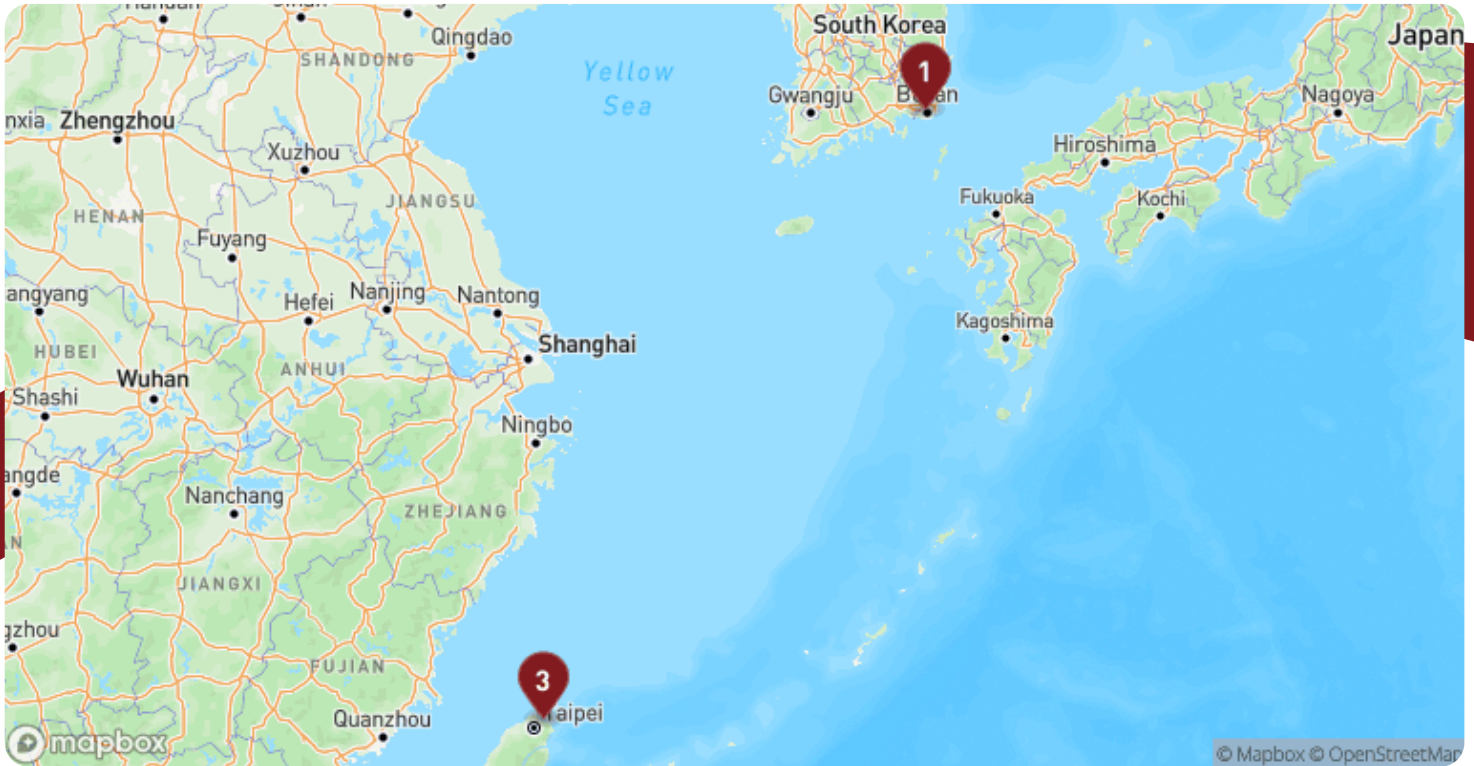 South Korea
Japan
Qingdao
SHANDONG
Yellow
Sea
1
Gwangju
Nagoya
Zhengzhou
Hiroshima
Xuzhou
Fukuoka
Kochi
JIANGSU
HENAN
Fuyang
Hefei
Nanjing
Nantong
Kagoshima
Shanghai
HUBEI
ANHUI
Wuhan
Shashi
Ningbo
Nanchang
ZHEJIANG
JIANGXI
FUJIAN
3
Taipei
Quanzhou
mapbox
© Mapbox © OpenStreetMap